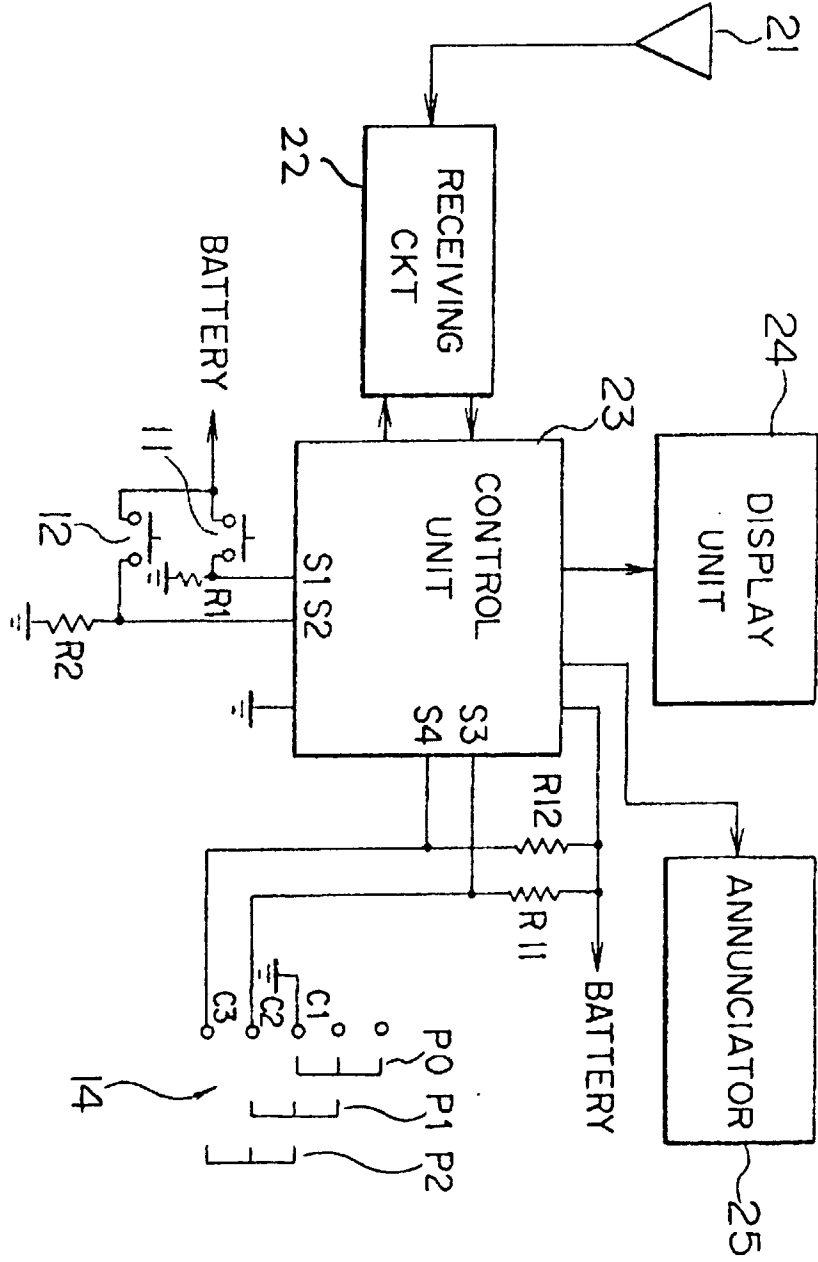 21
22
RECEIVING
CKT
BATTERY
11
12
R1
R2
23
CONTROL
UNIT
S1
S2
S3
S4
24
DISPLAY
UNIT
R12
R11
BATTERY
ANNUNCIATOR
25
C1
C2
C3
P0
P1
P2
14